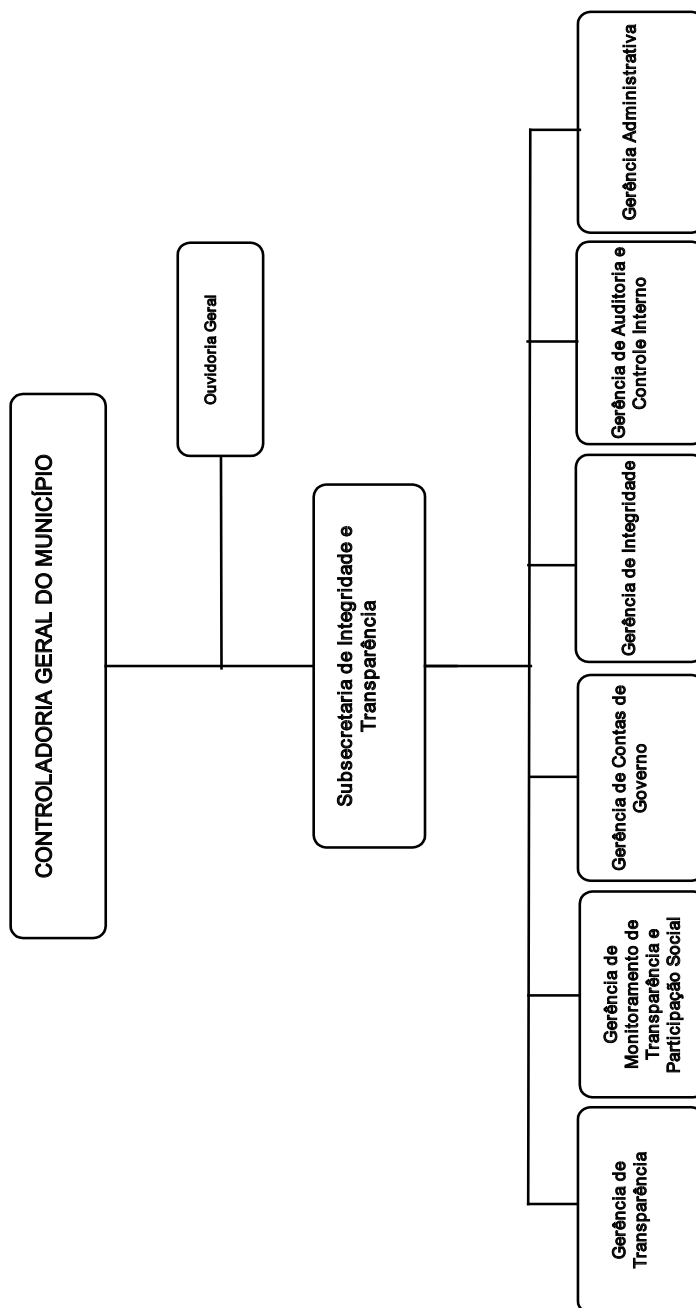 CONTROLADORIA GERAL DO MUNICÍPIO
Ouvidoria Geral
Subsecretaria de Integridade e
Transparência
Gerência de
Transparência
Gerência de
Monitoramento de
Transparência e
Participação Social
Gerência de Contas de
Governo
Gerência de Integridade
Gerência de Auditoria e
Controle Interno
Gerência Administrativa